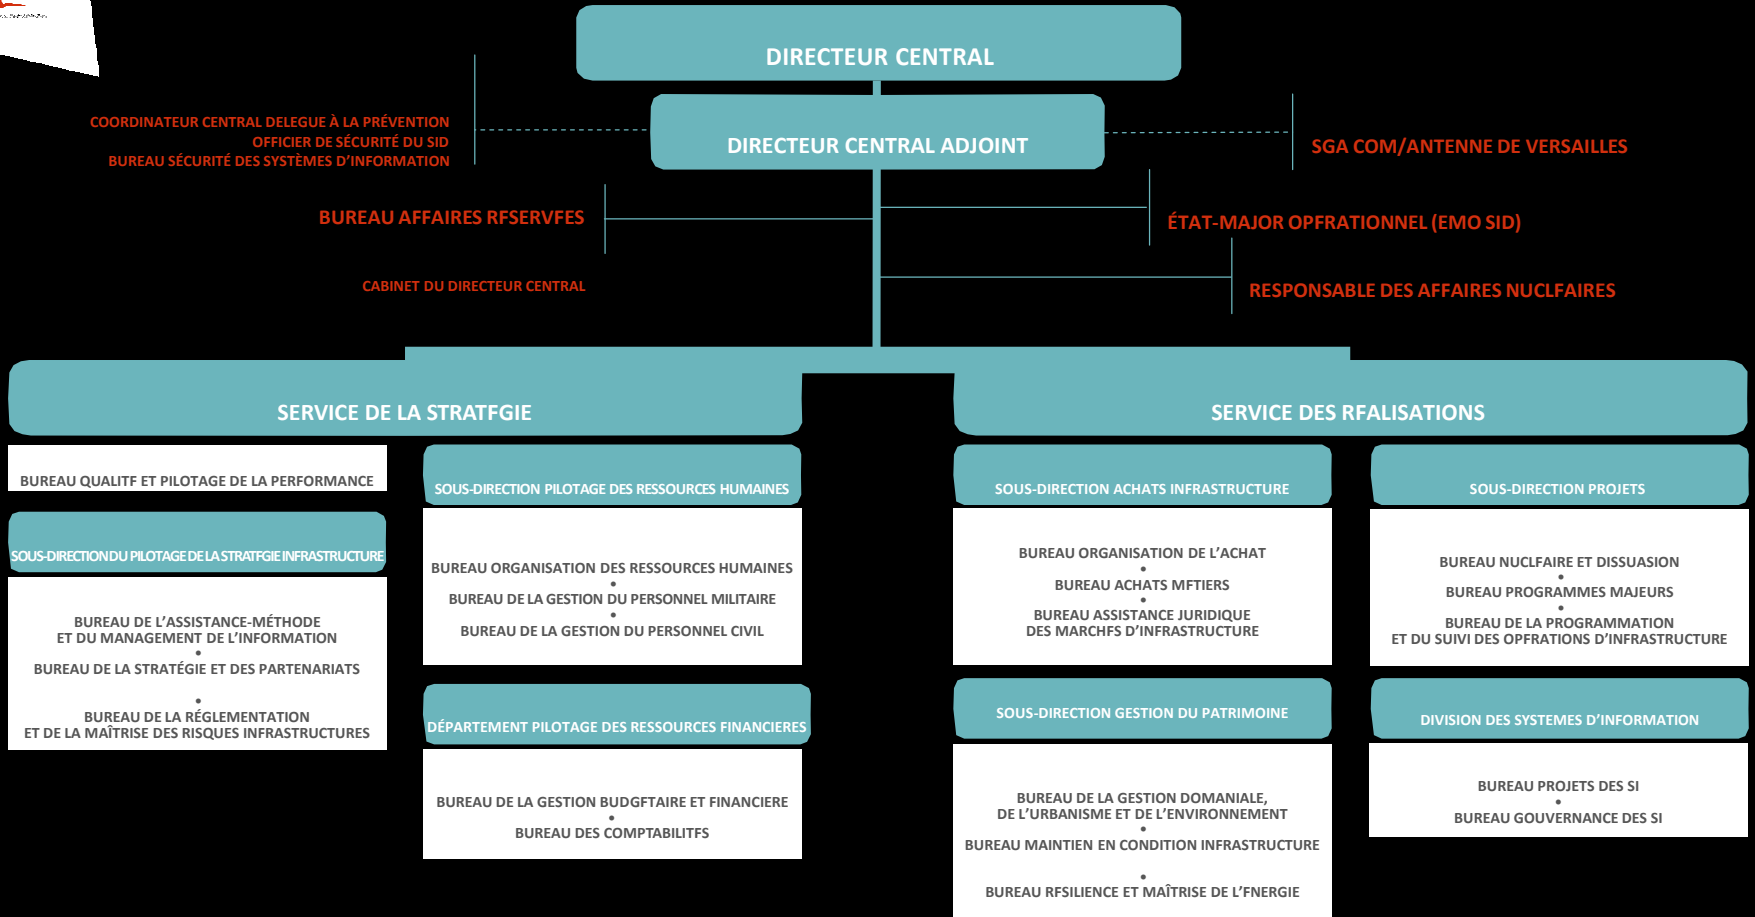 DIRECTEUR CENTRAL
COORDINATEUR CENTRAL DELEGUE À LA PRÉVENTION
OFFICIER DE SÉCURITÉ DU SID
BUREAU SÉCURITÉ DES SYSTÈMES D'INFORMATION
DIRECTEUR CENTRAL ADJOINT
SGA COM/ANTENNE DE VERSAILLES
BUREAU AFFAIRES RFSERVFES
ÉTAT-MAJOR OPFRATIONNEL (EMO SID)
CABINET DU DIRECTEUR CENTRAL
RESPONSABLE DES AFFAIRES NUCLFAIRES
SERVICE DE LA STRATFGIE
BUREAU QUALITF ET PILOTAGE DE LA PERFORMANCE
SOUS-DIRECTION DU PILOTAGE DE LA STRATFGIE INFRASTRUCTURE
BUREAU DE L'ASSISTANCE-MÉTHODE
ET DU MANAGEMENT DE L'INFORMATION
•
BUREAU DE LA STRATÉGIE ET DES PARTENARIATS
•
BUREAU DE LA RÉGLEMENTATION
ET DE LA MAÎTRISE DES RISQUES INFRASTRUCTURES
SOUS-DIRECTION PILOTAGE DES RESSOURCES HUMAINES
BUREAU ORGANISATION DES RESSOURCES HUMAINES
•
BUREAU DE LA GESTION DU PERSONNEL MILITAIRE
•
BUREAU DE LA GESTION DU PERSONNEL CIVIL
DÉPARTEMENT PILOTAGE DES RESSOURCES FINANCIERES
BUREAU DE LA GESTION BUDGFTAIRE ET FINANCIERE
•
BUREAU DES COMPTABILITFS
SERVICE DES RFALISATIONS
SOUS-DIRECTION ACHATS INFRASTRUCTURE
BUREAU ORGANISATION DE L'ACHAT
•
BUREAU ACHATS MFTIERS
•
BUREAU ASSISTANCE JURIDIQUE
DES MARCHFS D'INFRASTRUCTURE
SOUS-DIRECTION GESTION DU PATRIMOINE
BUREAU DE LA GESTION DOMANIALE,
DE L'URBANISME ET DE L'ENVIRONNEMENT
•
BUREAU MAINTIEN EN CONDITION INFRASTRUCTURE
•
BUREAU RFSILIENCE ET MAÎTRISE DE L'FNERGIE
SOUS-DIRECTION PROJETS
BUREAU NUCLFAIRE ET DISSUASION
•
BUREAU PROGRAMMES MAJEURS
•
BUREAU DE LA PROGRAMMATION
ET DU SUIVI DES OPFRATIONS D'INFRASTRUCTURE
DIVISION DES SYSTEMES D'INFORMATION
BUREAU PROJETS DES SI
•
BUREAU GOUVERNANCE DES SI